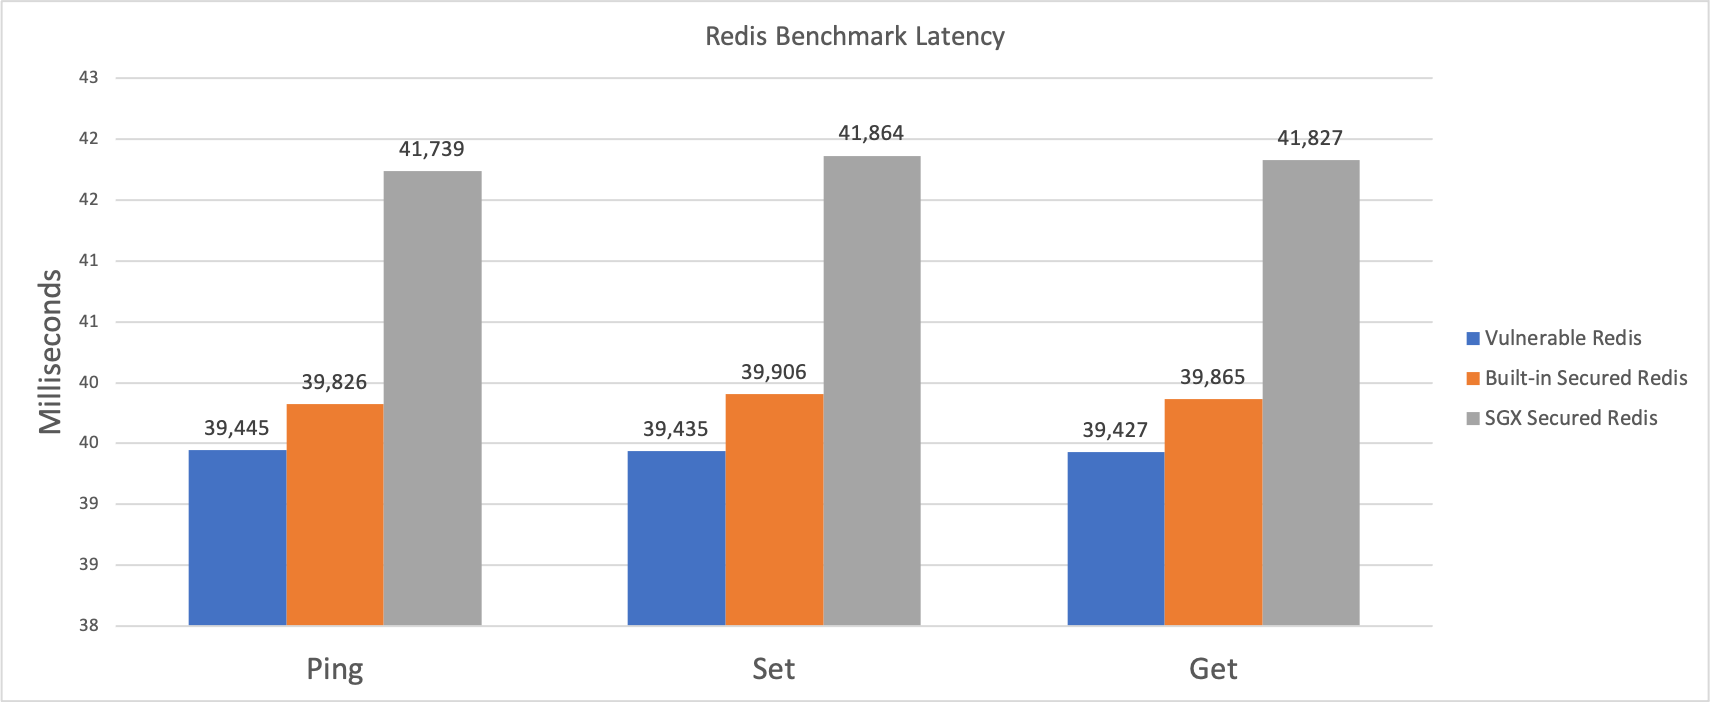 Redis Benchmark Latency
Milliseconds
43
42
42
41
41
40
40
39
39
38
39,445
39,826
41,739
39,435
39,906
41,864
39,427
39,865
41,827
Ping
Set
Get
Vulnerable Redis
Built-in Secured Redis
SGX Secured Redis